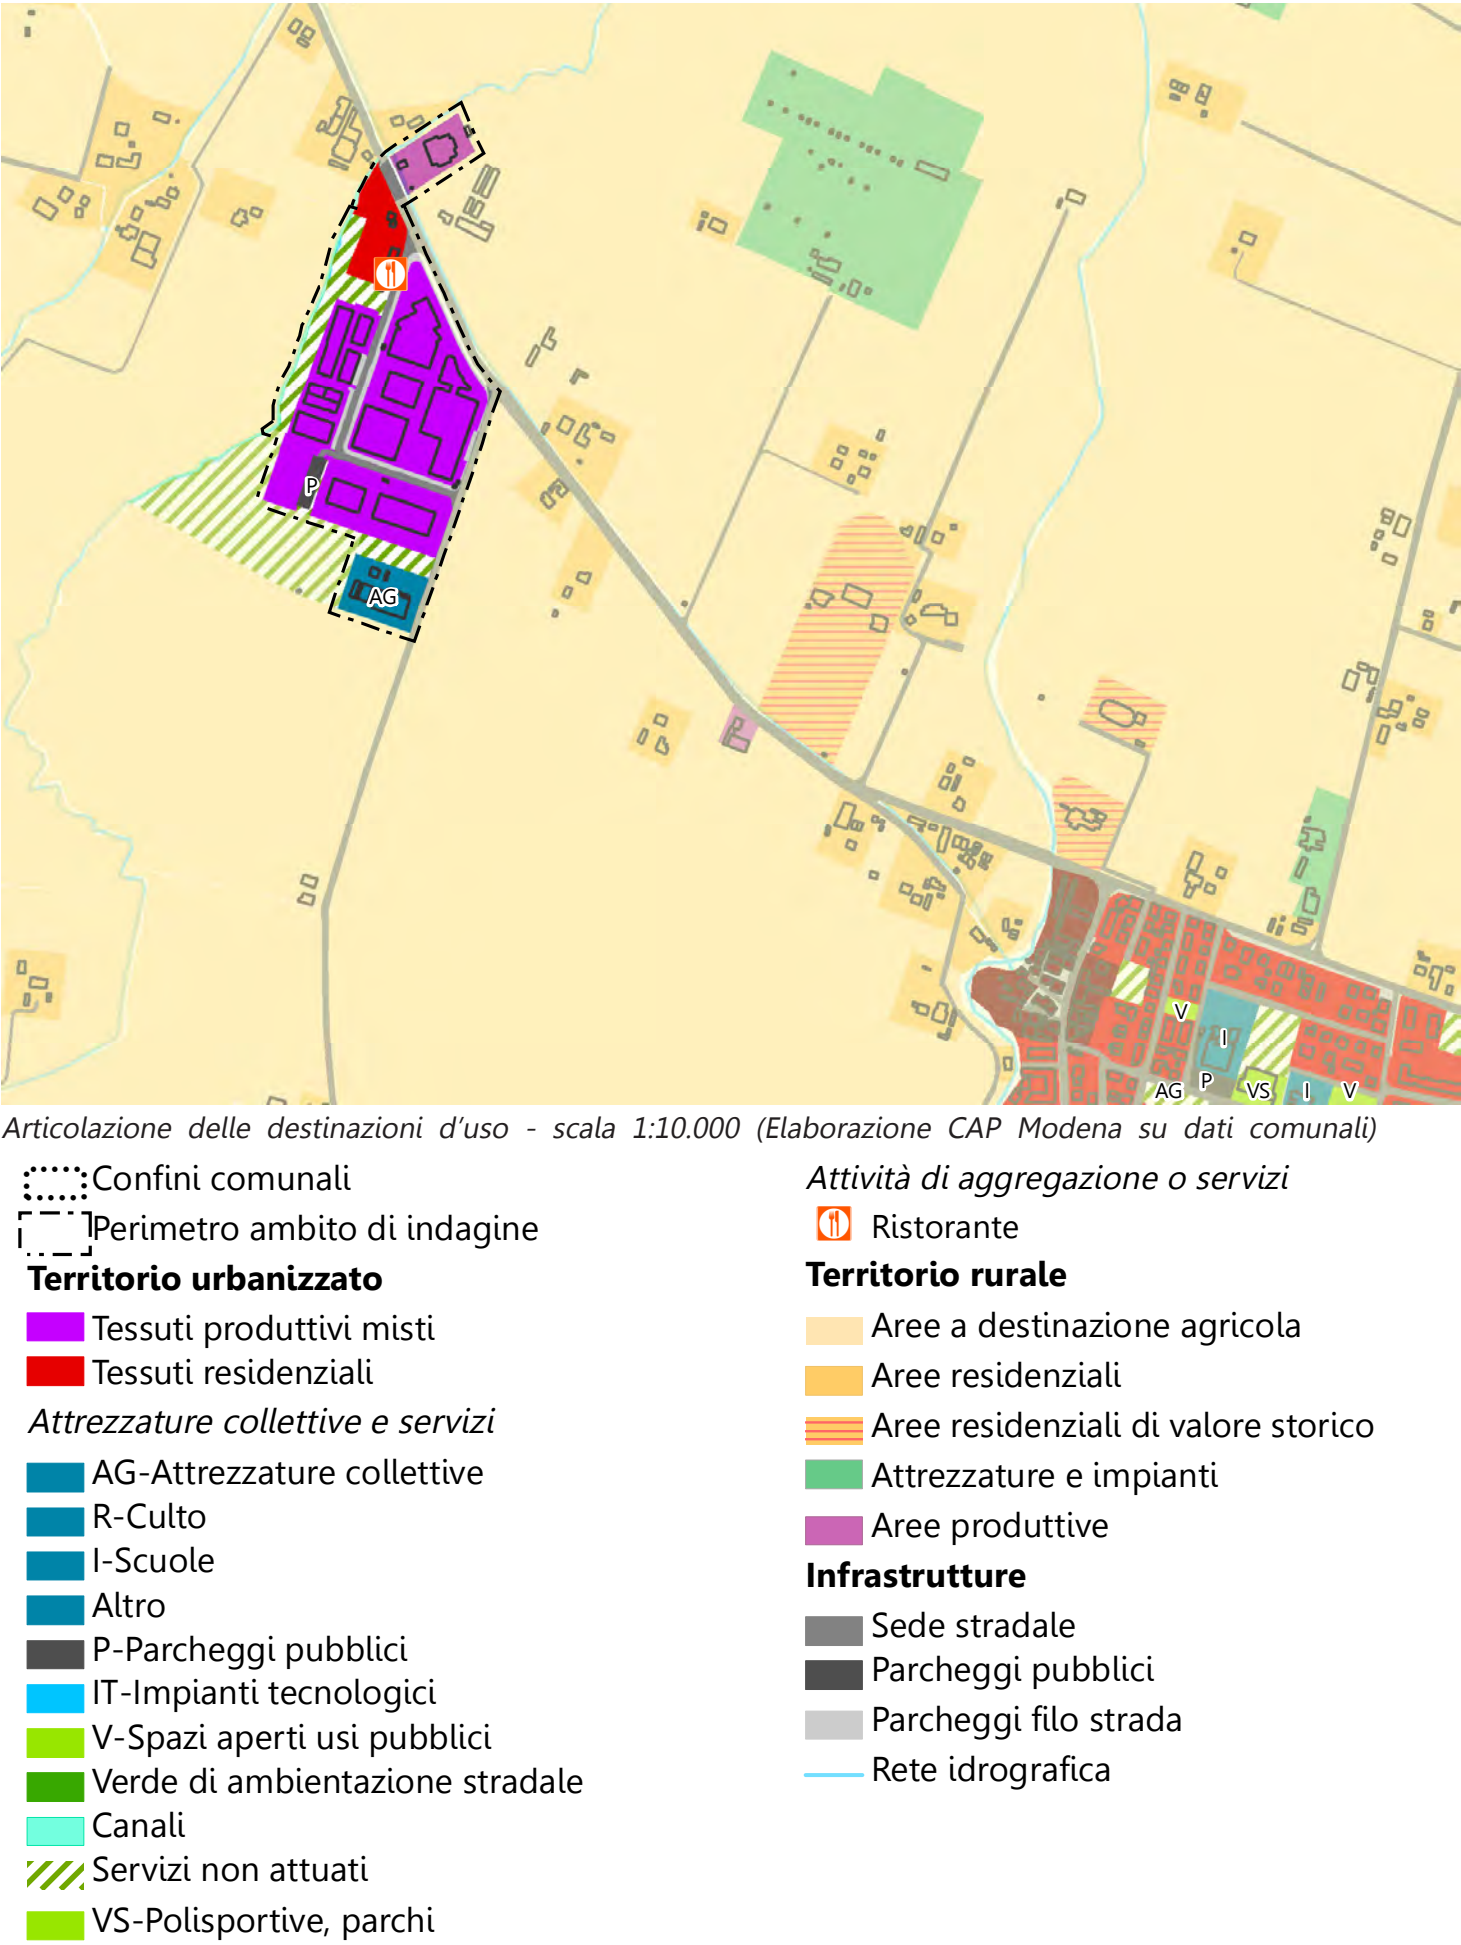 P
AG
V
I
AG
P
VS
I
V
Articolazione delle destinazioni d'uso - scala 1:10.000 (Elaborazione CAP Modena su dati comunali)
Confini comunali
Perimetro ambito di indagine
Territorio urbanizzato
Tessuti produttivi misti
Tessuti residenziali
Attrezzature collettive e servizi
AG-Attrezzature collettive
R-Culto
I-Scuole
Altro
P-Parcheggi pubblici
IT-Impianti tecnologici
V-Spazi aperti usi pubblici
Verde di ambientazione stradale
Canali
Servizi non attuati
VS-Polisportive, parchi
Attività di aggregazione o servizi
Ristorante
Territorio rurale
Aree a destinazione agricola
Aree residenziali
Aree residenziali di valore storico
Attrezzature e impianti
Aree produttive
Infrastrutture
Sede stradale
Parcheggi pubblici
Parcheggi filo strada
Rete idrografica